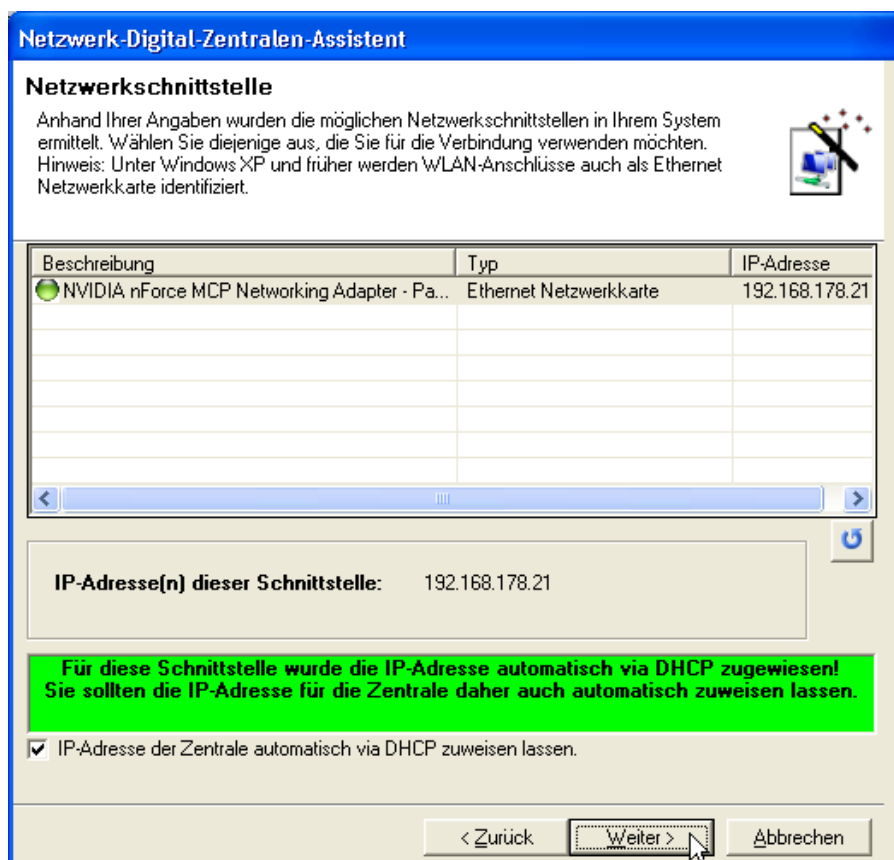 Netzwerk-Digital-Zentralen-Assistent
Netzwerkschnittstelle
Anhand Ihrer Angaben wurden die möglichen Netzwerkschnittstellen in Ihrem System
ermittelt. Wählen Sie diejenige aus, die Sie für die Verbindung verwenden möchten.
Hinweis: Unter Windows XP und früher werden WLAN-Anschlüsse auch als Ethernet
Netzwerkkarte identifiziert.
Beschreibung Typ IP-Adresse
NVIDIA nForce MCP Networking Adapter - Pa... Ethernet Netzwerkkarte 192.168.178.21
IP-Adresse(n) dieser Schnittstelle: 192.168.178.21
Für diese Schnittstelle wurde die IP-Adresse automatisch via DHCP zugewiesen!
Sie sollten die IP-Adresse für die Zentrale daher auch automatisch zuweisen lassen.
IP-Adresse der Zentrale automatisch via DHCP zuweisen lassen.
< Zurück Weiter > Abbrechen